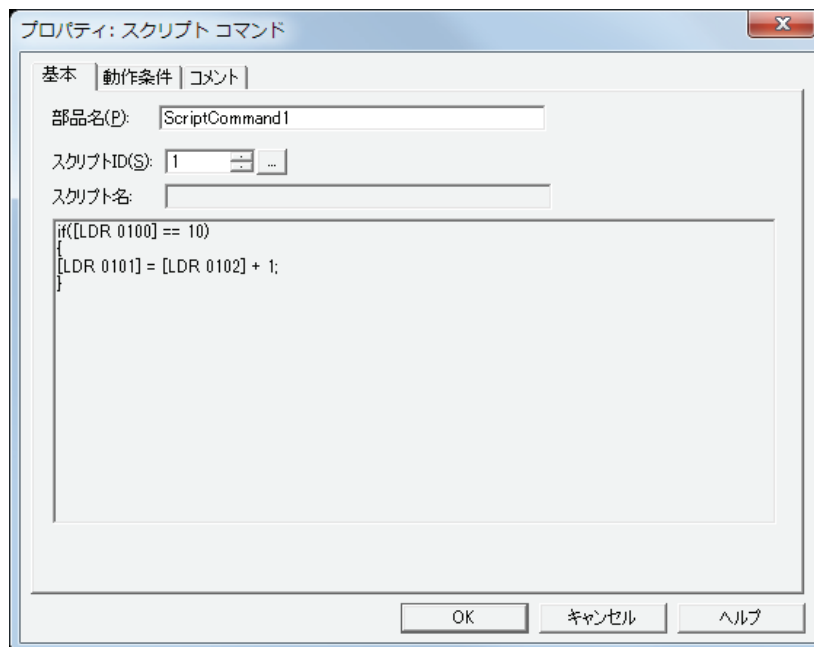 プロパティ: スクリプト コマンド
基本 動作条件 コメント
部品名(P): ScriptCommand1
スクリプトID(S): 1 ...
スクリプト名:
if([LDR 0100] == 10)
{
[LDR 0101] = [LDR 0102] + 1;
}
OK キャンセル ヘルプ